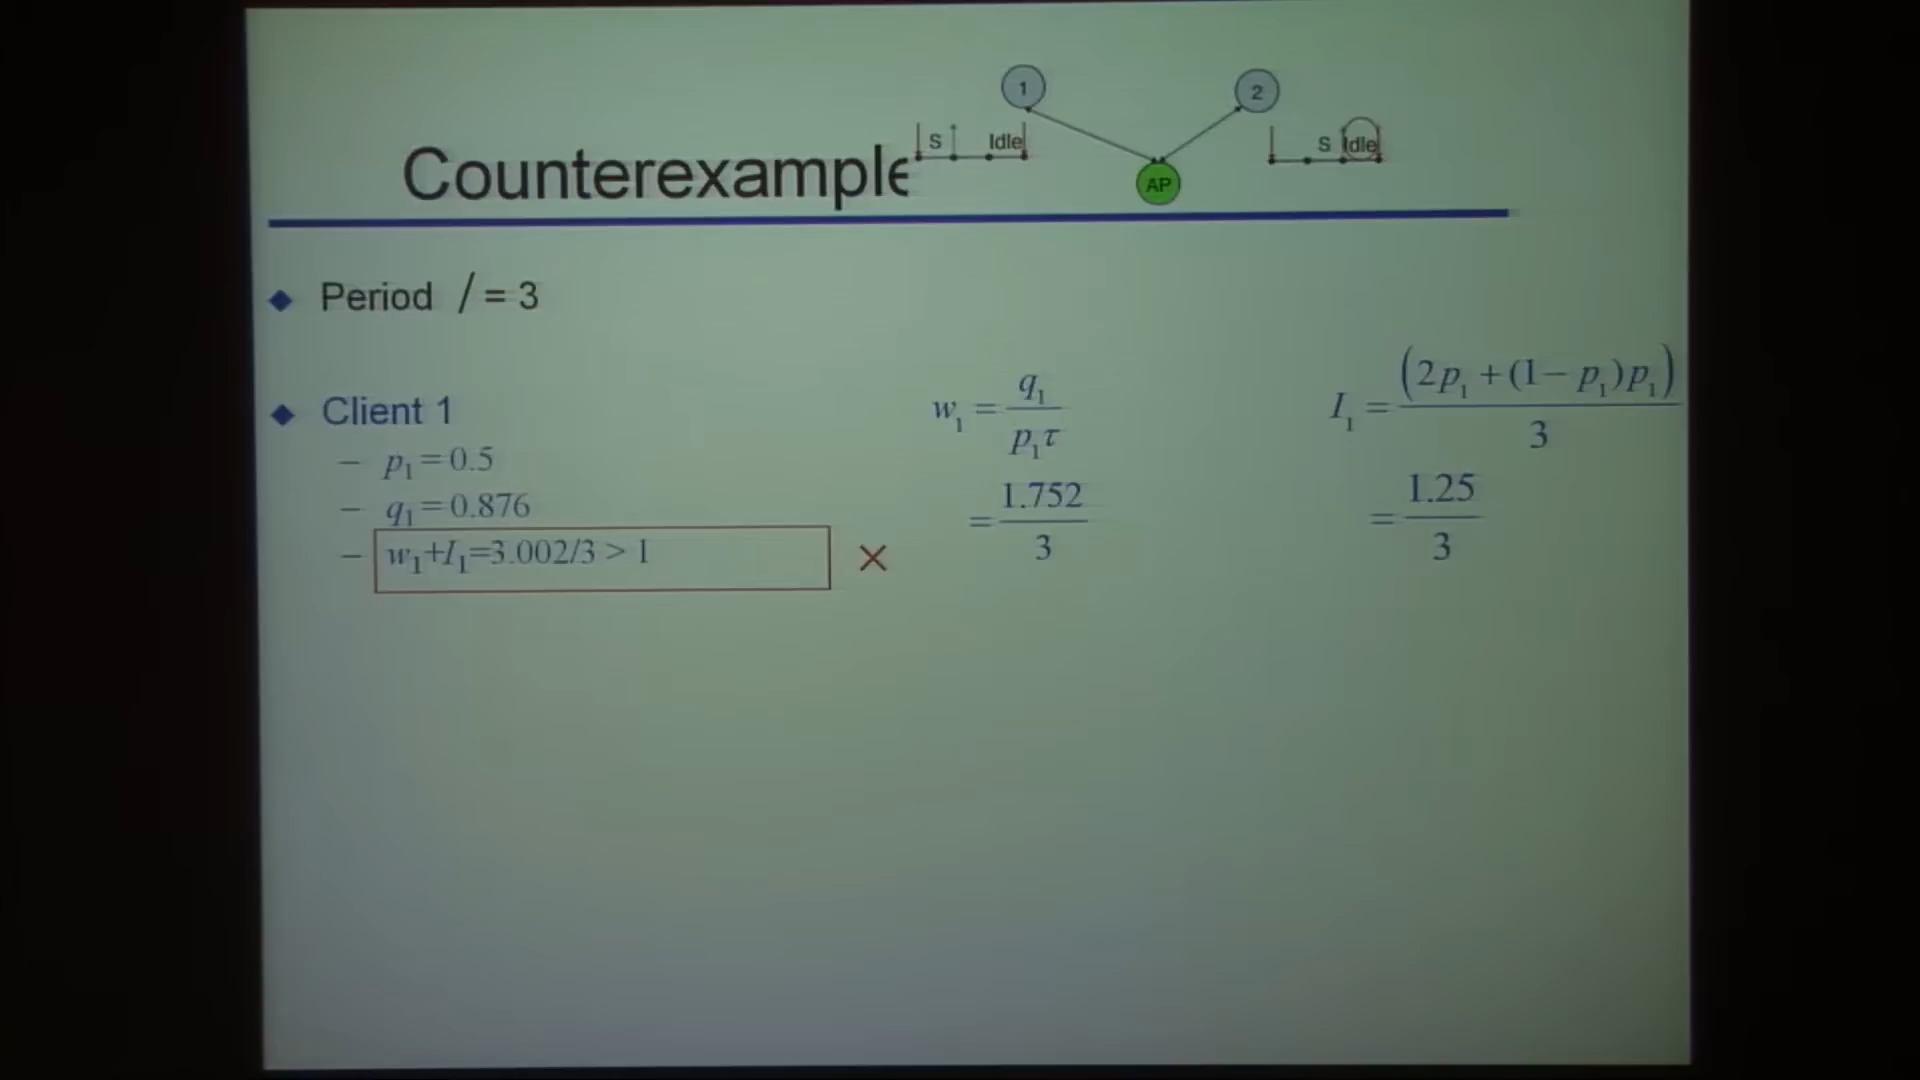 1
2
S Idle
S Idle
AP
Counterexample
Period / = 3
Client 1
– p₁=0.5
– q₁=0.876
– w₁+I₁=3.002/3 > 1 ×
w₁ = q₁ / p₁τ
= 1.752 / 3
I₁ = (2p₁+(1−p₁)p₁) / 3
= 1.25 / 3